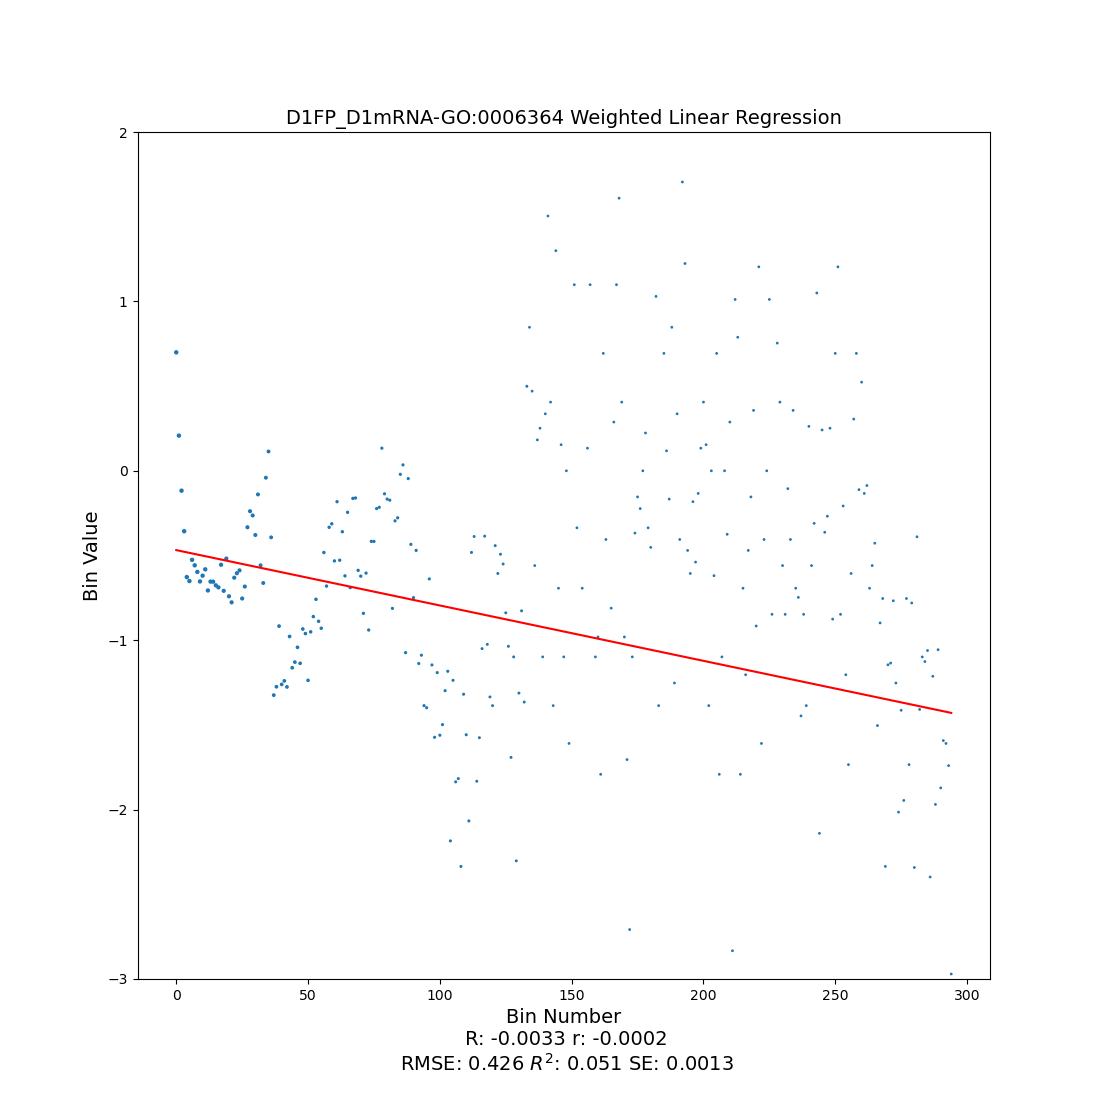 D1FP_D1mRNA-GO:0006364 Weighted Linear Regression
2
1
0
−1
−2
−3
Bin Value
0 50 100 150 200 250 300
Bin Number
R: -0.0033 r: -0.0002
RMSE: 0.426 R²: 0.051 SE: 0.0013